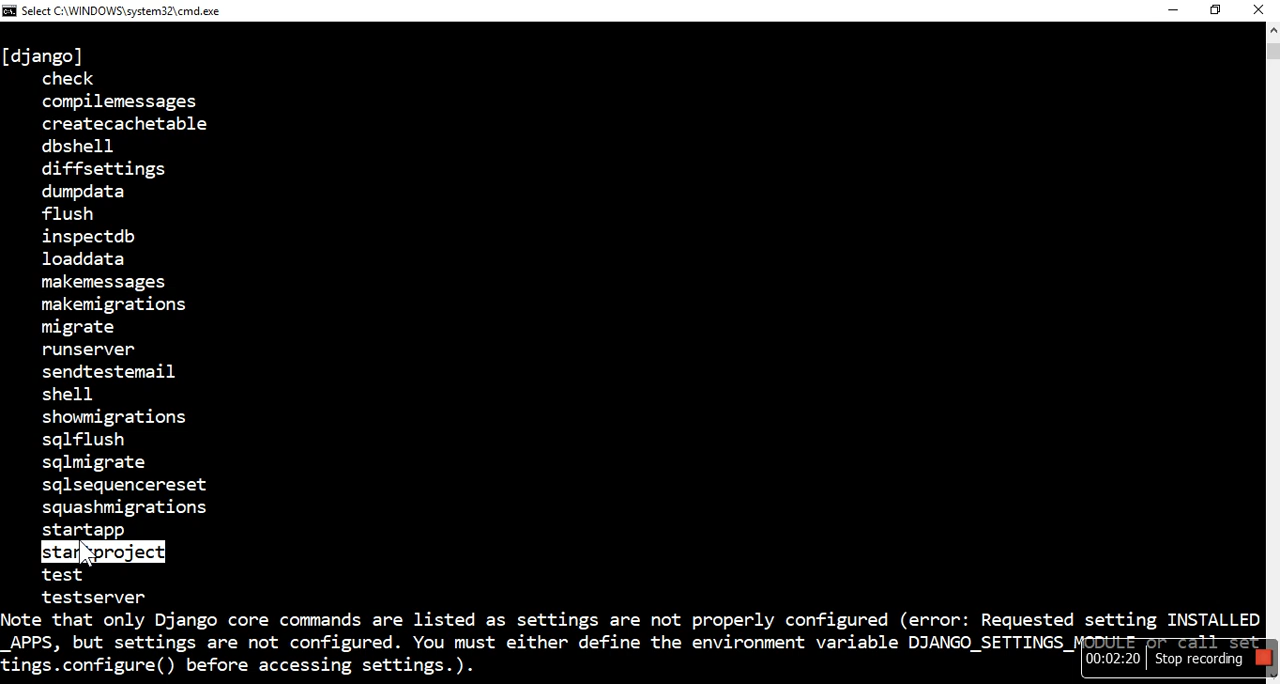 Select C:\WINDOWS\system32\cmd.exe
[django]
check
compilemessages
createcachetable
dbshell
diffsettings
dumpdata
flush
inspectdb
loaddata
makemessages
makemigrations
migrate
runserver
sendtestemail
shell
showmigrations
sqlflush
sqlmigrate
sqlsequencereset
squashmigrations
startapp
startproject
test
testserver
Note that only Django core commands are listed as settings are not properly configured (error: Requested setting INSTALLED
_APPS, but settings are not configured. You must either define the environment variable DJANGO_SETTINGS_MODULE or call set
tings.configure() before accessing settings.).
00:02:20 Stop recording